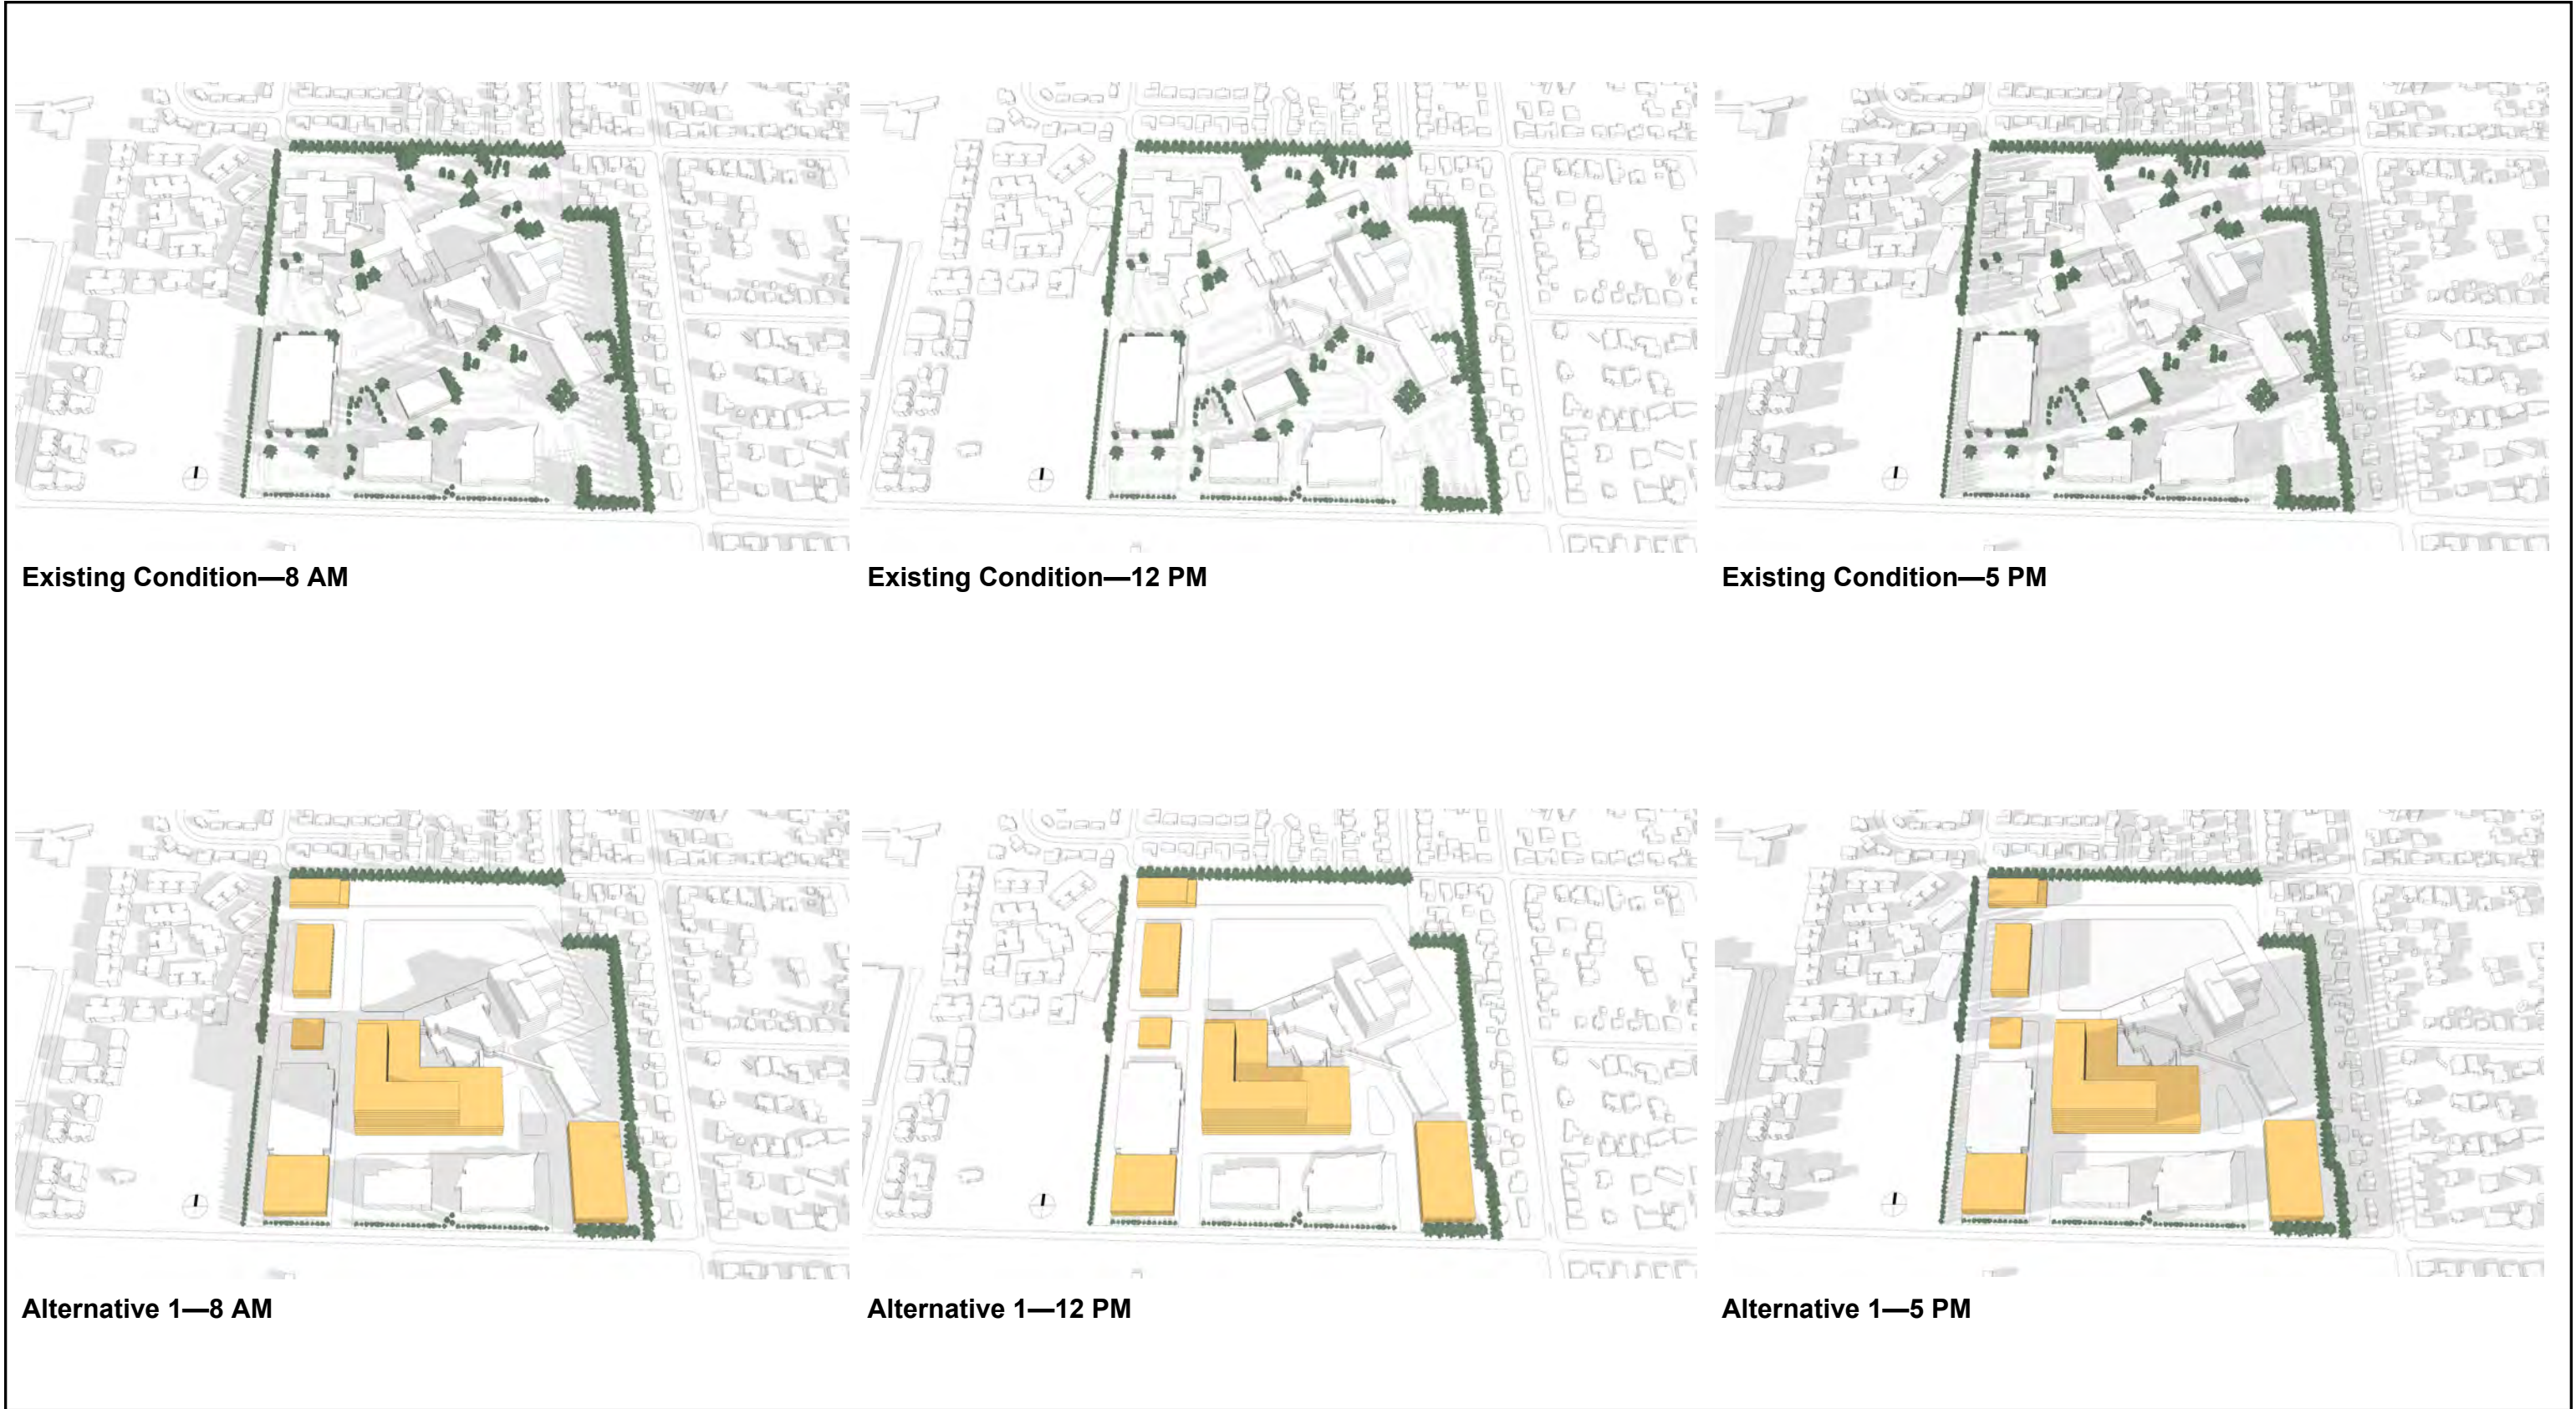 Existing Condition—8 AM
Existing Condition—12 PM
Existing Condition—5 PM
Alternative 1—8 AM
Alternative 1—12 PM
Alternative 1—5 PM